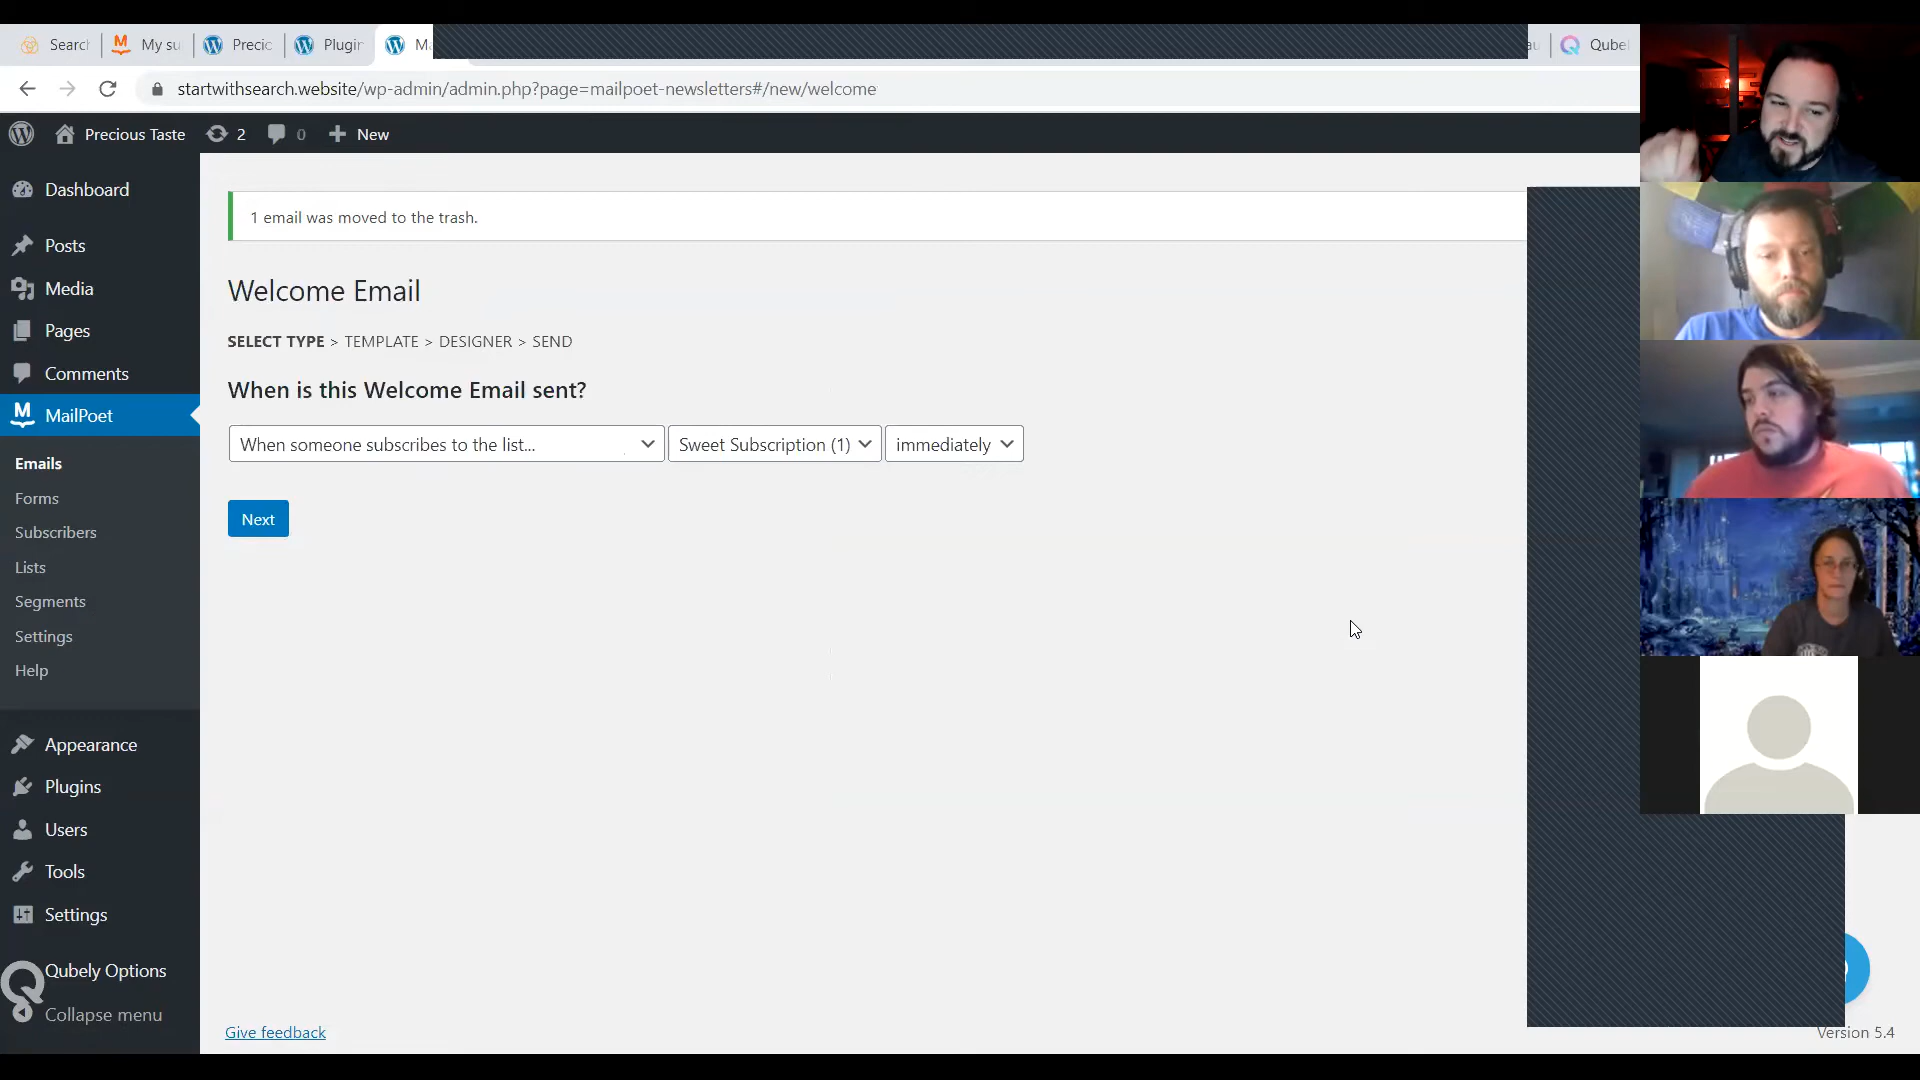 Search
My su
Precio
Plugin
M
au
Qube
startwithsearch.website/wp-admin/admin.php?page=mailpoet-newsletters#/new/welcome
Precious Taste
2
0
New
Dashboard
Posts
Media
Pages
Comments
MailPoet
Emails
Forms
Subscribers
Lists
Segments
Settings
Help
Appearance
Plugins
Users
Tools
Settings
Qubely Options
Collapse menu
1 email was moved to the trash.
Welcome Email
SELECT TYPE > TEMPLATE > DESIGNER > SEND
When is this Welcome Email sent?
When someone subscribes to the list...
Sweet Subscription (1)
immediately
Next
Give feedback
Version 5.4